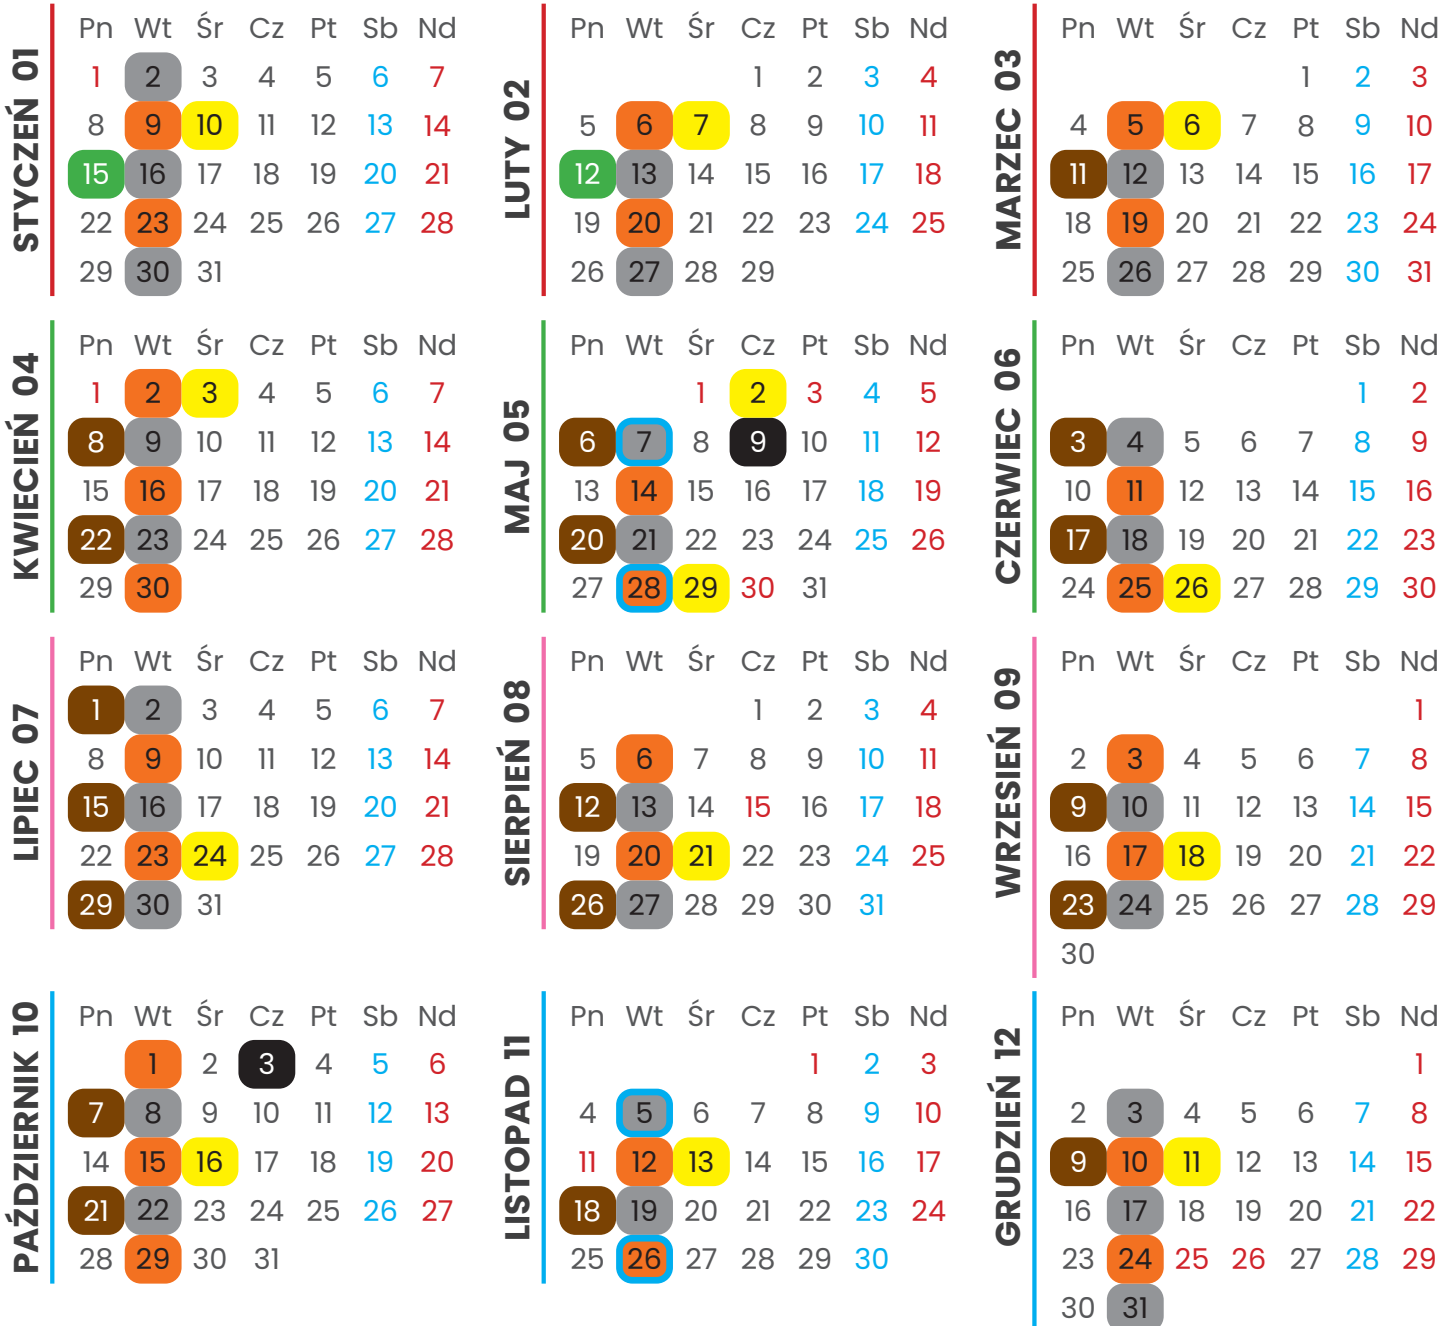 STYCZEŃ 01
Pn Wt Śr Cz Pt Sb Nd
1 2 3 4 5 6 7
8 9 10 11 12 13 14
15 16 17 18 19 20 21
22 23 24 25 26 27 28
29 30 31
LUTY 02
Pn Wt Śr Cz Pt Sb Nd
1 2 3 4
5 6 7 8 9 10 11
12 13 14 15 16 17 18
19 20 21 22 23 24 25
26 27 28 29
MARZEC 03
Pn Wt Śr Cz Pt Sb Nd
1 2 3
4 5 6 7 8 9 10
11 12 13 14 15 16 17
18 19 20 21 22 23 24
25 26 27 28 29 30 31
KWIECIEŃ 04
Pn Wt Śr Cz Pt Sb Nd
1 2 3 4 5 6 7
8 9 10 11 12 13 14
15 16 17 18 19 20 21
22 23 24 25 26 27 28
29 30
MAJ 05
Pn Wt Śr Cz Pt Sb Nd
1 2 3 4 5
6 7 8 9 10 11 12
13 14 15 16 17 18 19
20 21 22 23 24 25 26
27 28 29 30 31
CZERWIEC 06
Pn Wt Śr Cz Pt Sb Nd
1 2
3 4 5 6 7 8 9
10 11 12 13 14 15 16
17 18 19 20 21 22 23
24 25 26 27 28 29 30
LIPIEC 07
Pn Wt Śr Cz Pt Sb Nd
1 2 3 4 5 6 7
8 9 10 11 12 13 14
15 16 17 18 19 20 21
22 23 24 25 26 27 28
29 30 31
SIERPIEŃ 08
Pn Wt Śr Cz Pt Sb Nd
1 2 3 4
5 6 7 8 9 10 11
12 13 14 15 16 17 18
19 20 21 22 23 24 25
26 27 28 29 30 31
WRZESIEŃ 09
Pn Wt Śr Cz Pt Sb Nd
1
2 3 4 5 6 7 8
9 10 11 12 13 14 15
16 17 18 19 20 21 22
23 24 25 26 27 28 29
30
PAŹDZIERNIK 10
Pn Wt Śr Cz Pt Sb Nd
1 2 3 4 5 6
7 8 9 10 11 12 13
14 15 16 17 18 19 20
21 22 23 24 25 26 27
28 29 30 31
LISTOPAD 11
Pn Wt Śr Cz Pt Sb Nd
1 2 3
4 5 6 7 8 9 10
11 12 13 14 15 16 17
18 19 20 21 22 23 24
25 26 27 28 29 30
GRUDZIEŃ 12
Pn Wt Śr Cz Pt Sb Nd
1
2 3 4 5 6 7 8
9 10 11 12 13 14 15
16 17 18 19 20 21 22
23 24 25 26 27 28 29
30 31